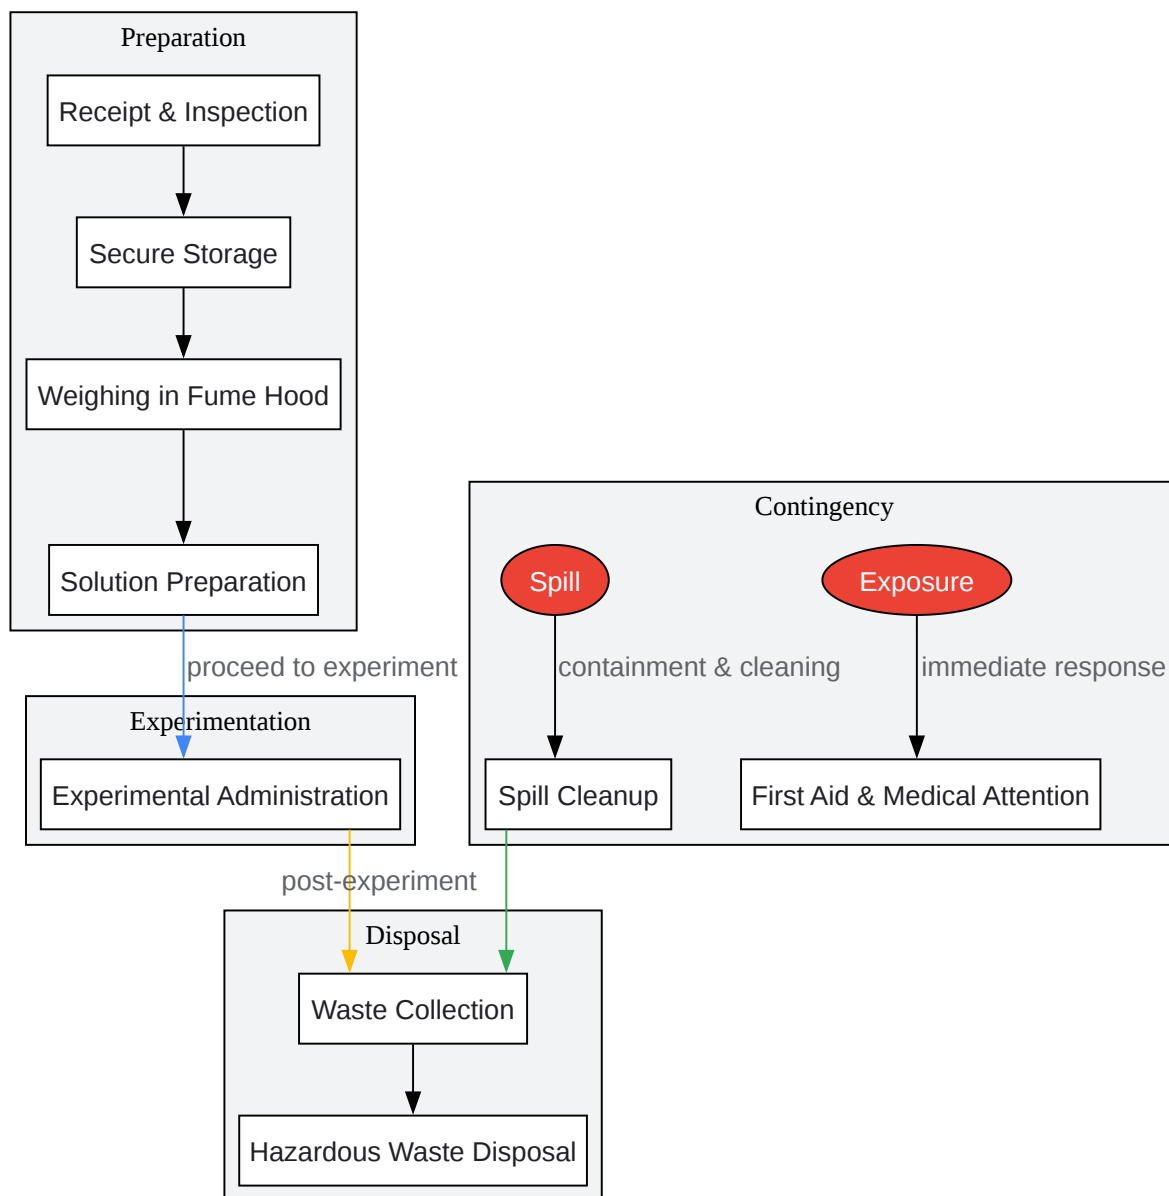 Preparation
Receipt & Inspection
Secure Storage
Weighing in Fume Hood
Solution Preparation
proceed to experiment
Experimentation
Experimental Administration
post-experiment
Contingency
Spill
Exposure
containment & cleaning
immediate response
Spill Cleanup
First Aid & Medical Attention
Disposal
Waste Collection
Hazardous Waste Disposal